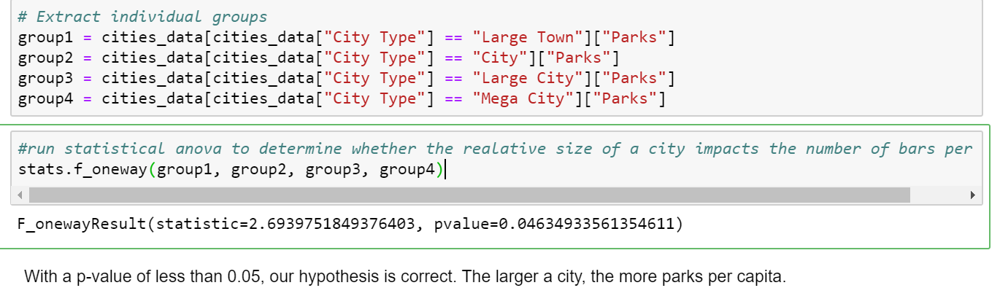 # Extract individual groups
group1 = cities_data[cities_data["City Type"] == "Large Town"]["Parks"]
group2 = cities_data[cities_data["City Type"] == "City"]["Parks"]
group3 = cities_data[cities_data["City Type"] == "Large City"]["Parks"]
group4 = cities_data[cities_data["City Type"] == "Mega City"]["Parks"]
#run statistical anova to determine whether the realative size of a city impacts the number of bars per
stats.f_oneway(group1, group2, group3, group4)
F_onewayResult(statistic=2.6939751849376403, pvalue=0.04634933561354611)
With a p-value of less than 0.05, our hypothesis is correct. The larger a city, the more parks per capita.